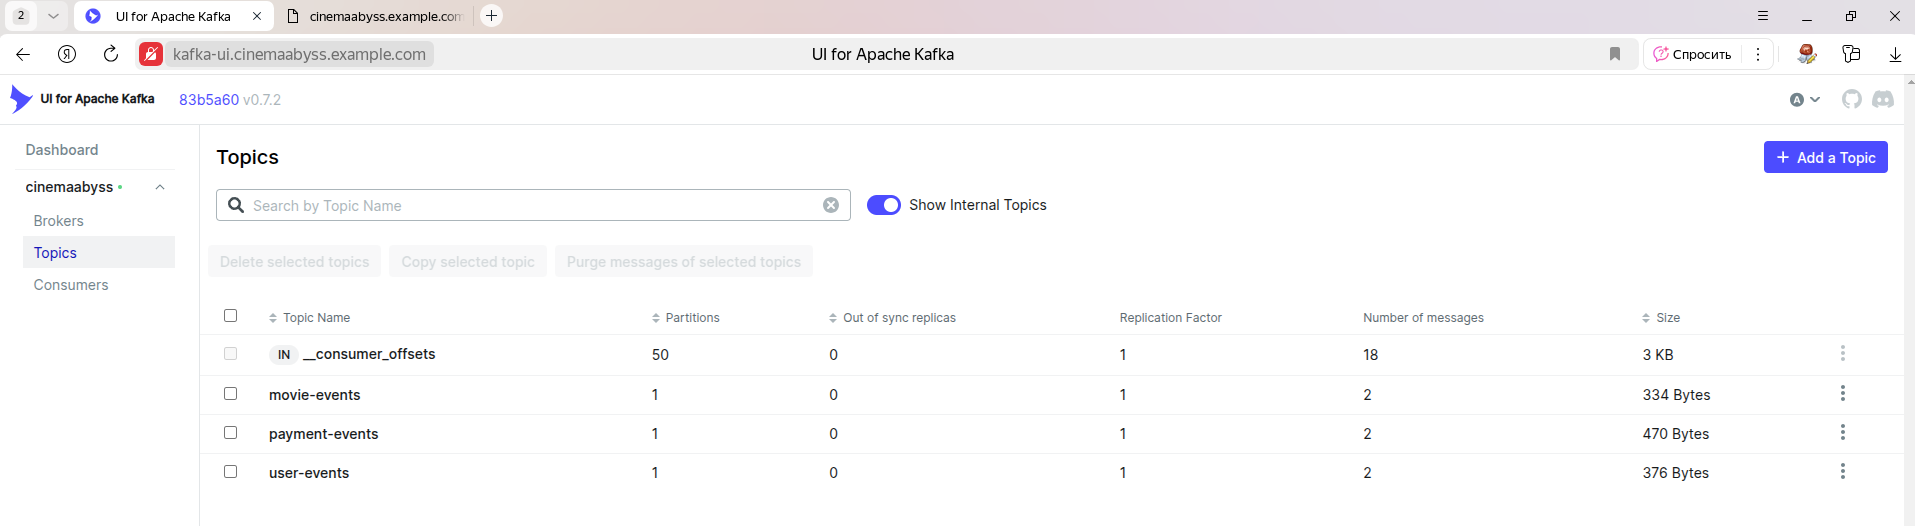 2
UI for Apache Kafka
cinemaabyss.example.com
kafka-ui.cinemaabyss.example.com
UI for Apache Kafka
Спросить
UI for Apache Kafka
83b5a60 v0.7.2
A
Dashboard
cinemaabyss
Brokers
Topics
Consumers
Topics
Add a Topic
Search by Topic Name
Show Internal Topics
Delete selected topics Copy selected topic Purge messages of selected topics
Topic Name Partitions Out of sync replicas Replication Factor Number of messages Size
IN __consumer_offsets 50 0 1 18 3 KB
movie-events 1 0 1 2 334 Bytes
payment-events 1 0 1 2 470 Bytes
user-events 1 0 1 2 376 Bytes